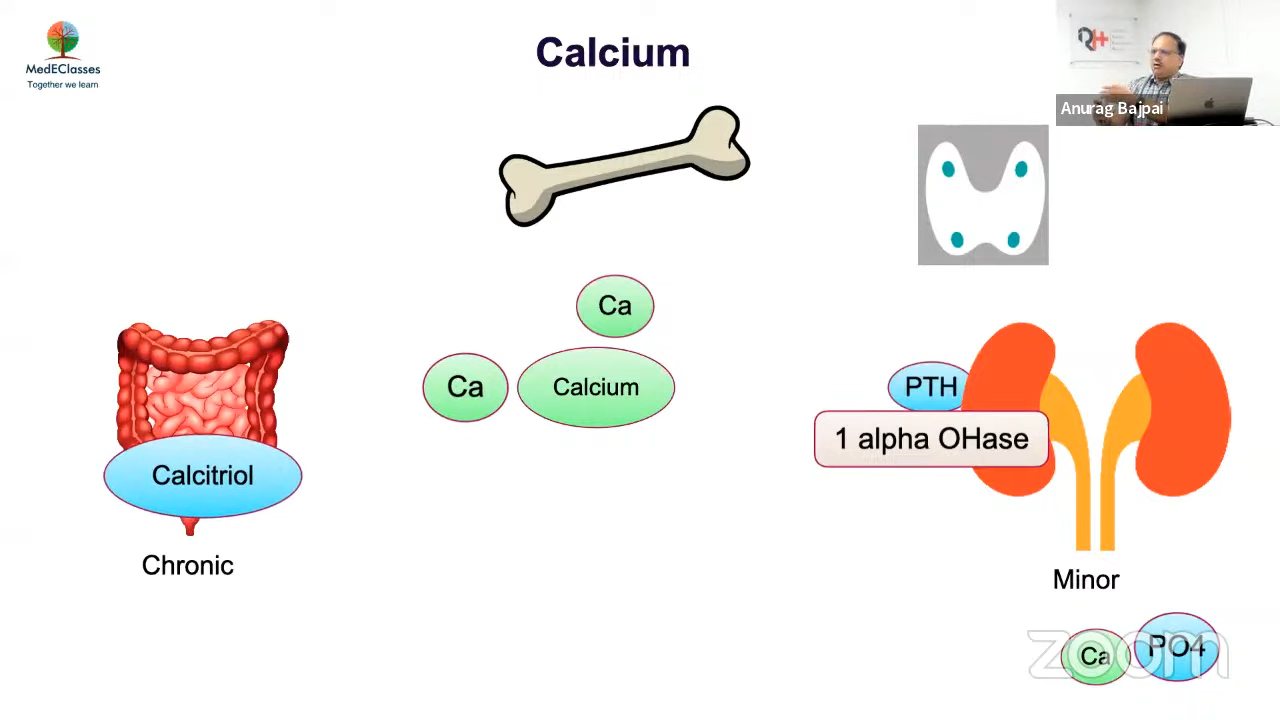 MedEClasses
Together we learn
Calcium
Anurag Bajpai
Ca
Ca
Calcium
PTH
1 alpha OHase
Calcitriol
Chronic
Minor
zoom
Ca
PO4